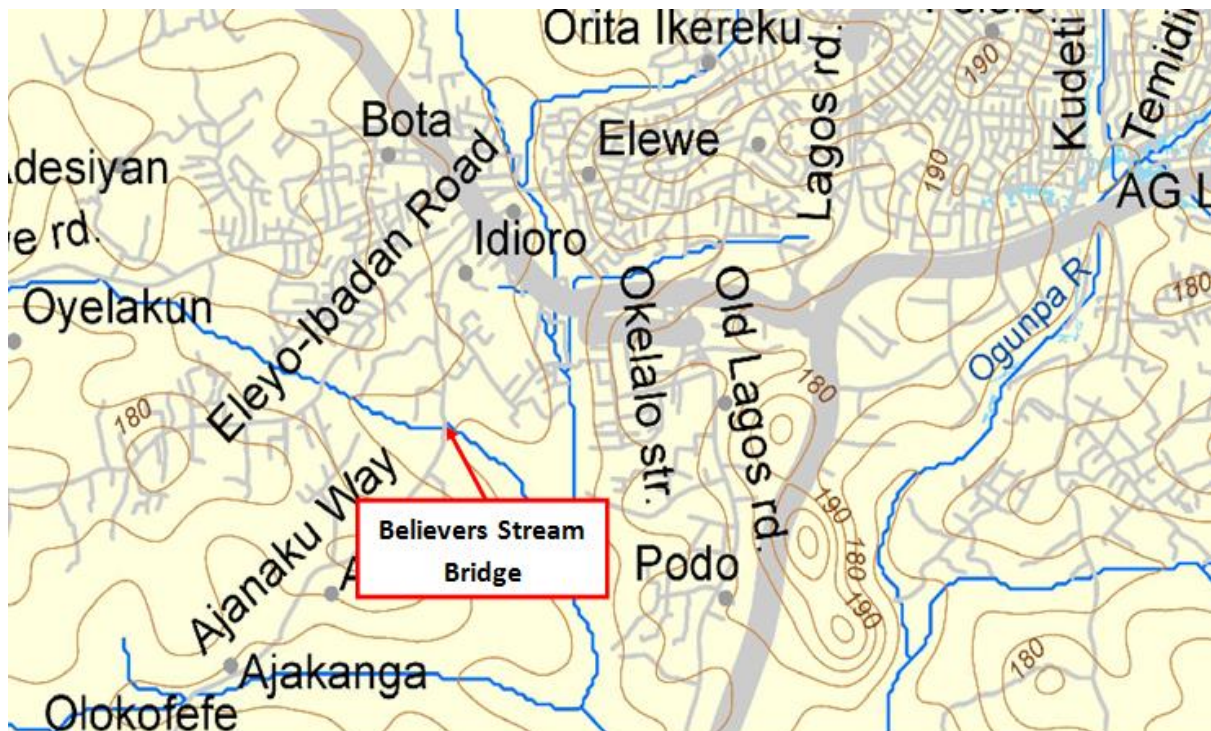 Orita Ikereku
Lagos rd.
190
Kudeti
Temidi
Bota
Elewe
190
desiyan
e rd.
AG L
Eleyo-Ibadan Road
Idioro
Oyelakun
Okelalo str.
Old Lagos rd.
Ogunpa R
180
180
180
Ajanaku Way
Believers Stream
Bridge
190
180
190
Podo
A
Ajakanga
180
Olokofefe